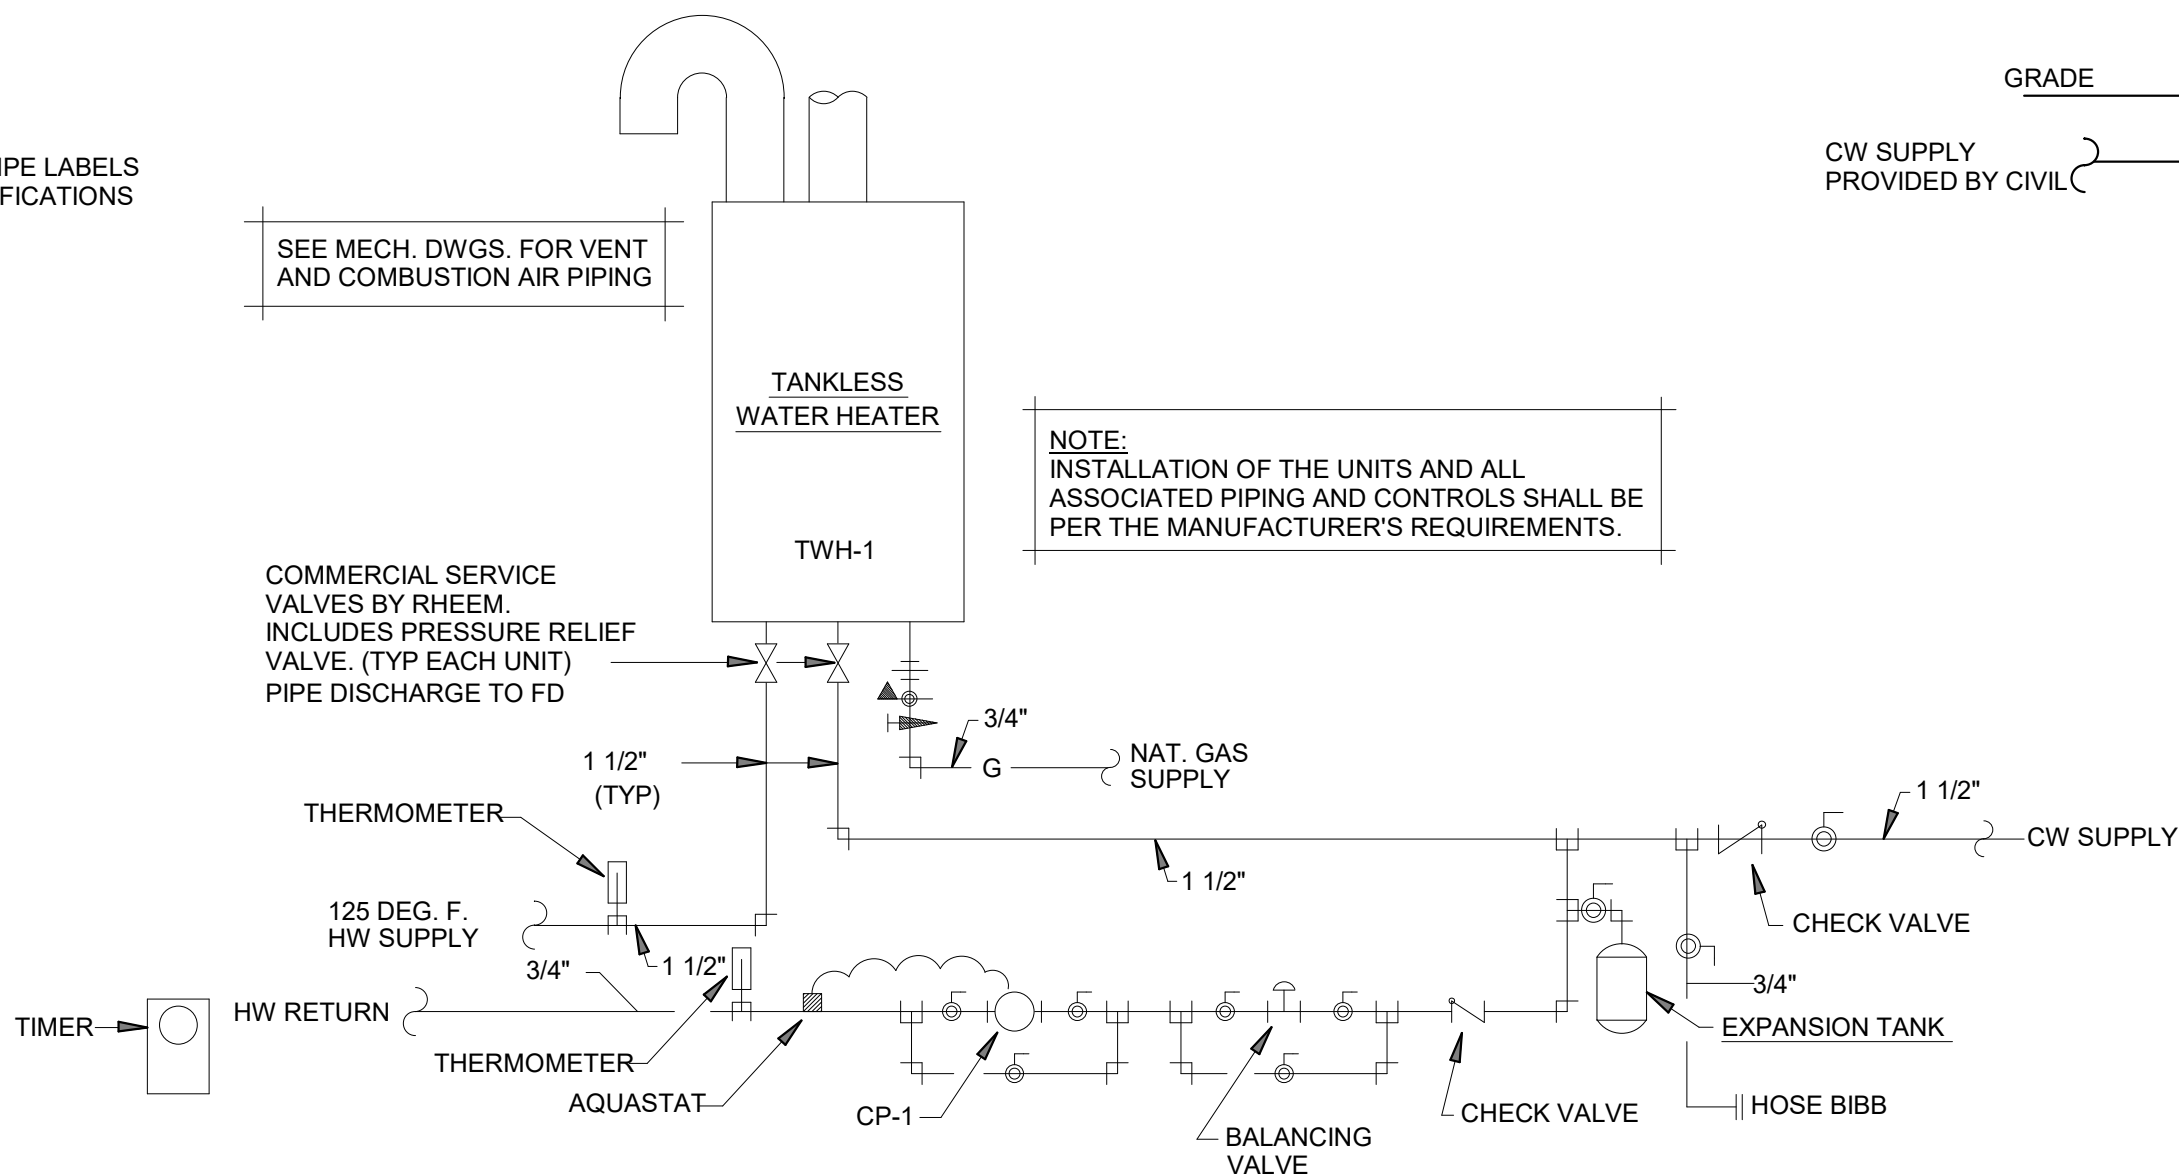 GRADE
CW SUPPLY
PROVIDED BY CIVIL
IPE LABELS
FICATIONS
SEE MECH. DWGS. FOR VENT
AND COMBUSTION AIR PIPING
TANKLESS
WATER HEATER
TWH-1
NOTE:
INSTALLATION OF THE UNITS AND ALL
ASSOCIATED PIPING AND CONTROLS SHALL BE
PER THE MANUFACTURER'S REQUIREMENTS.
COMMERCIAL SERVICE
VALVES BY RHEEM.
INCLUDES PRESSURE RELIEF
VALVE. (TYP EACH UNIT)
PIPE DISCHARGE TO FD
3/4"
G
NAT. GAS
SUPPLY
1 1/2"
(TYP)
THERMOMETER
1 1/2"
CW SUPPLY
1 1/2"
125 DEG. F.
HW SUPPLY
1 1/2"
CHECK VALVE
3/4"
3/4"
HW RETURN
TIMER
EXPANSION TANK
THERMOMETER
AQUASTAT
CP-1
BALANCING
VALVE
CHECK VALVE
HOSE BIBB